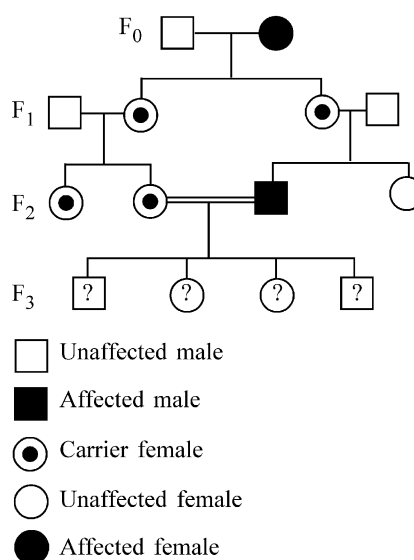 F0
F1
F2
? ? ? ?
F3
Unaffected male
Affected male
Carrier female
Unaffected female
Affected female